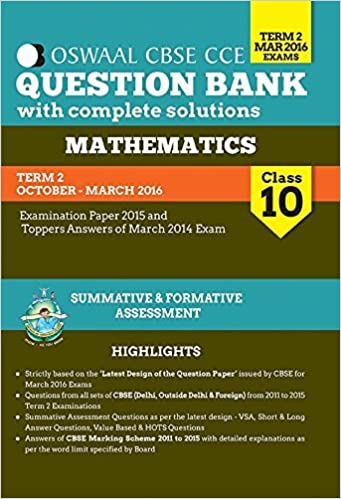 TERM 2
MAR 2016
EXAMS
OSWAAL CBSE CCE
QUESTION BANK
with complete solutions
MATHEMATICS
TERM 2
OCTOBER - MARCH 2016
Class
10
Examination Paper 2015 and
Toppers Answers of March 2014 Exam
SUMMATIVE & FORMATIVE
ASSESSMENT
HIGHLIGHTS
• Strictly based on the 'Latest Design of the Question Paper' issued by CBSE for
March 2016 Exams
• Questions from all sets of CBSE (Delhi, Outside Delhi & Foreign) from 2011 to 2015
Term 2 Examinations
• Summative Assessment Questions as per the latest design - VSA, Short & Long
Answer Questions, Value Based & HOTS Questions
• Answers of CBSE Marking Scheme 2011 to 2015 with detailed explanations as
per the word limit specified by Board